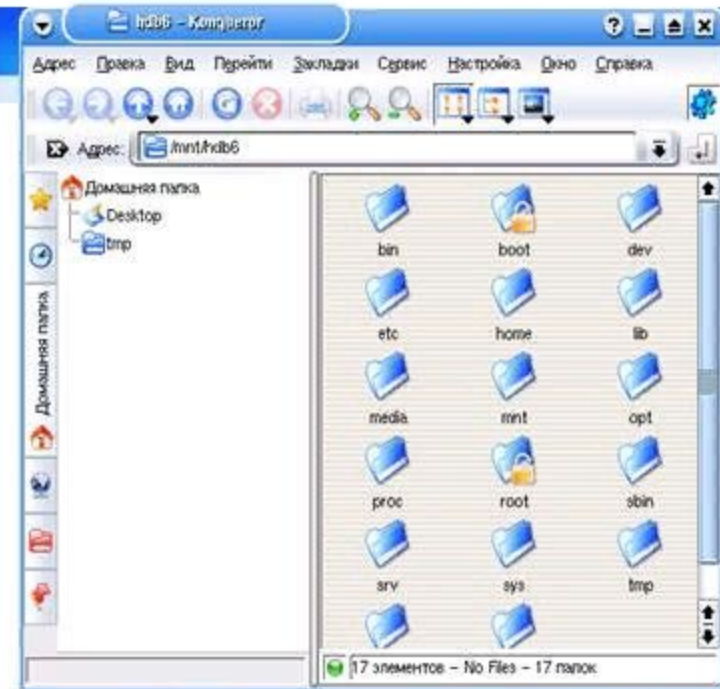 hdb6 – Konqueror
Адрес Правка Вид Перейти Закладки Сервис Настройка Окно Справка
Адрес: /mnt/hdb6
Домашняя папка
Desktop
tmp
Домашняя папка
bin boot dev
etc home lib
media mnt opt
proc root sbin
srv sys tmp
17 элементов – No Files – 17 папок